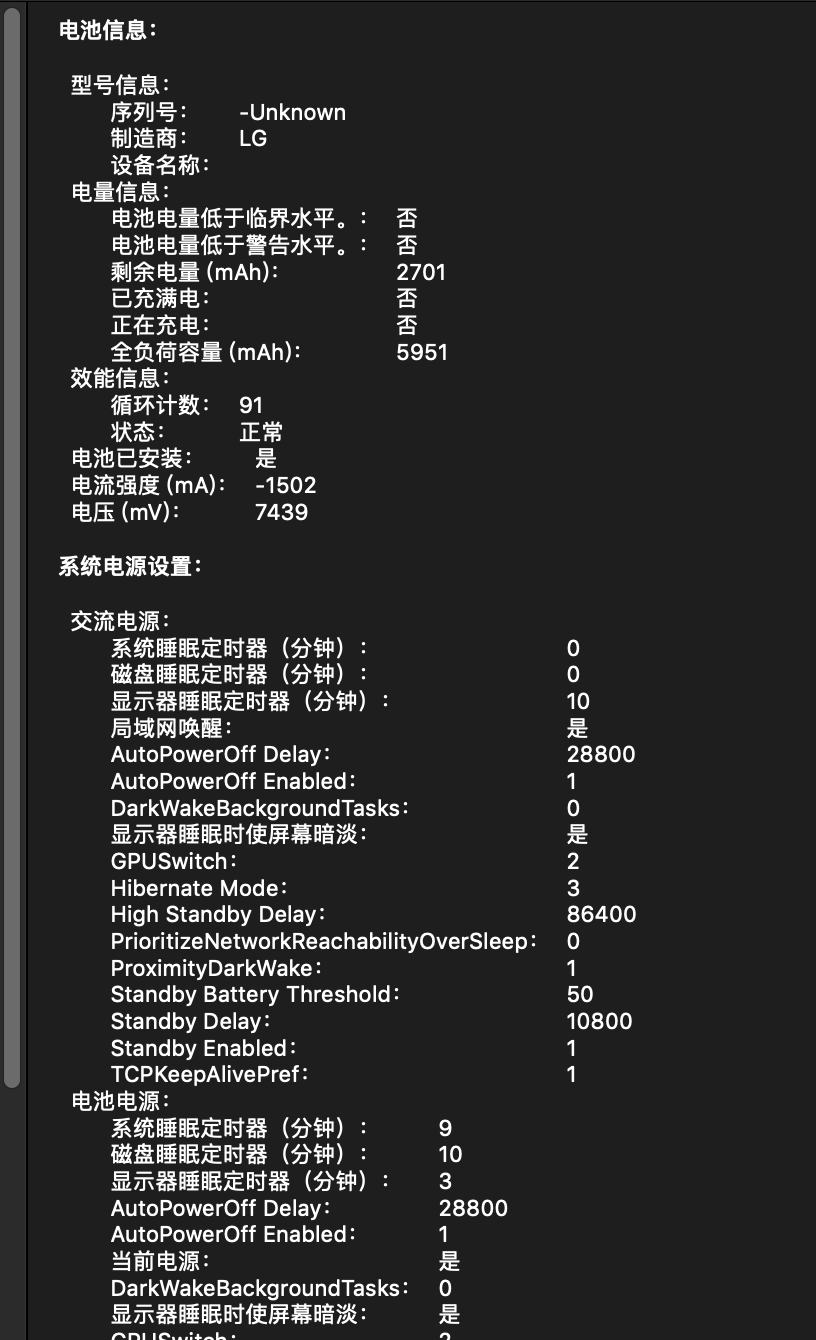 电池信息：
型号信息：
序列号： -Unknown
制造商： LG
设备名称：
电量信息：
电池电量低于临界水平。： 否
电池电量低于警告水平。： 否
剩余电量 (mAh)： 2701
已充满电： 否
正在充电： 否
全负荷容量 (mAh)： 5951
效能信息：
循环计数： 91
状态： 正常
电池已安装： 是
电流强度 (mA)： -1502
电压 (mV)： 7439
系统电源设置：
交流电源：
系统睡眠定时器（分钟）： 0
磁盘睡眠定时器（分钟）： 0
显示器睡眠定时器（分钟）： 10
局域网唤醒： 是
AutoPowerOff Delay： 28800
AutoPowerOff Enabled： 1
DarkWakeBackgroundTasks： 0
显示器睡眠时使屏幕暗淡： 是
GPUSwitch： 2
Hibernate Mode： 3
High Standby Delay： 86400
PrioritizeNetworkReachabilityOverSleep： 0
ProximityDarkWake： 1
Standby Battery Threshold： 50
Standby Delay： 10800
Standby Enabled： 1
TCPKeepAlivePref： 1
电池电源：
系统睡眠定时器（分钟）： 9
磁盘睡眠定时器（分钟）： 10
显示器睡眠定时器（分钟）： 3
AutoPowerOff Delay： 28800
AutoPowerOff Enabled： 1
当前电源： 是
DarkWakeBackgroundTasks： 0
显示器睡眠时使屏幕暗淡： 是
GPUSwitch： 2